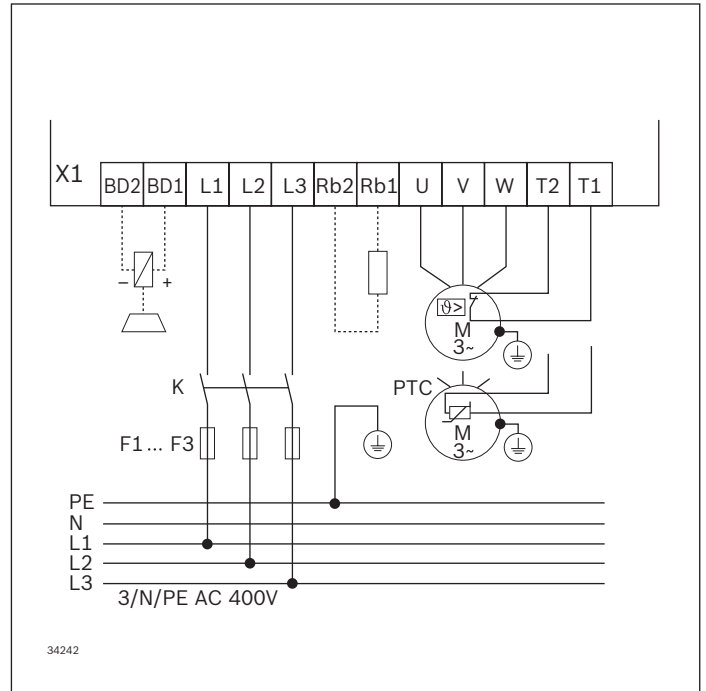 X1
BD2 BD1 L1 L2 L3 Rb2 Rb1 U V W T2 T1
– +
ϑ>
M
3~
K
PTC
M
3~
F1 ... F3
PE
N
L1
L2
L3
3/N/PE AC 400V
34242